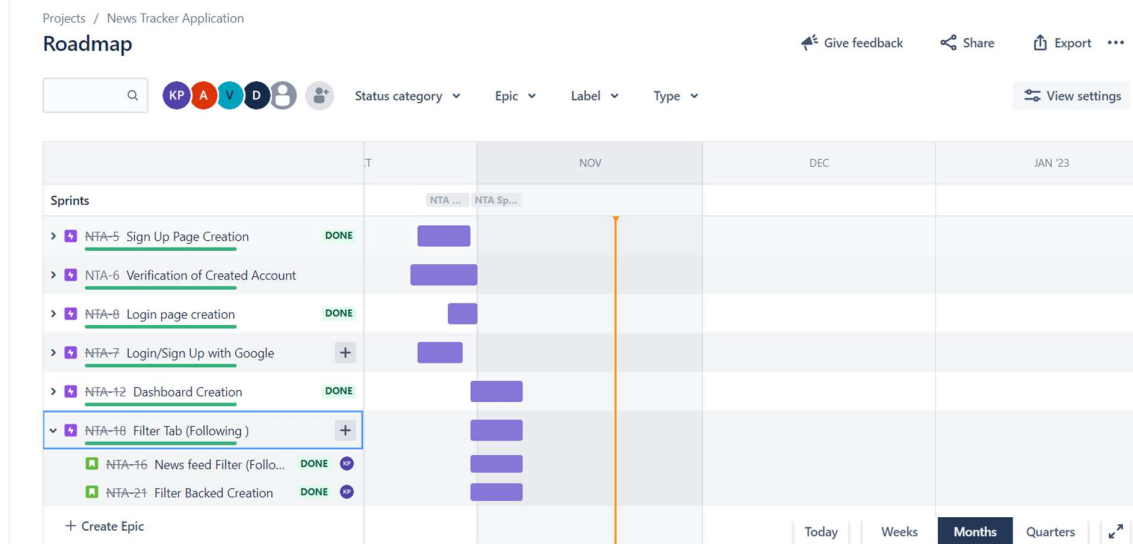 Projects / News Tracker Application
Roadmap
Give feedback
Share
Export
KP A V D
Status category
Epic
Label
Type
View settings
CT
NOV
DEC
JAN '23
Sprints
NTA ...
NTA Sp...
NTA-5 Sign Up Page Creation DONE
NTA-6 Verification of Created Account
NTA-8 Login page creation DONE
NTA-7 Login/Sign Up with Google +
NTA-12 Dashboard Creation DONE
NTA-18 Filter Tab (Following ) +
NTA-16 News feed Filter (Follo... DONE KP
NTA-21 Filter Backed Creation DONE KP
+ Create Epic
Today
Weeks
Months
Quarters